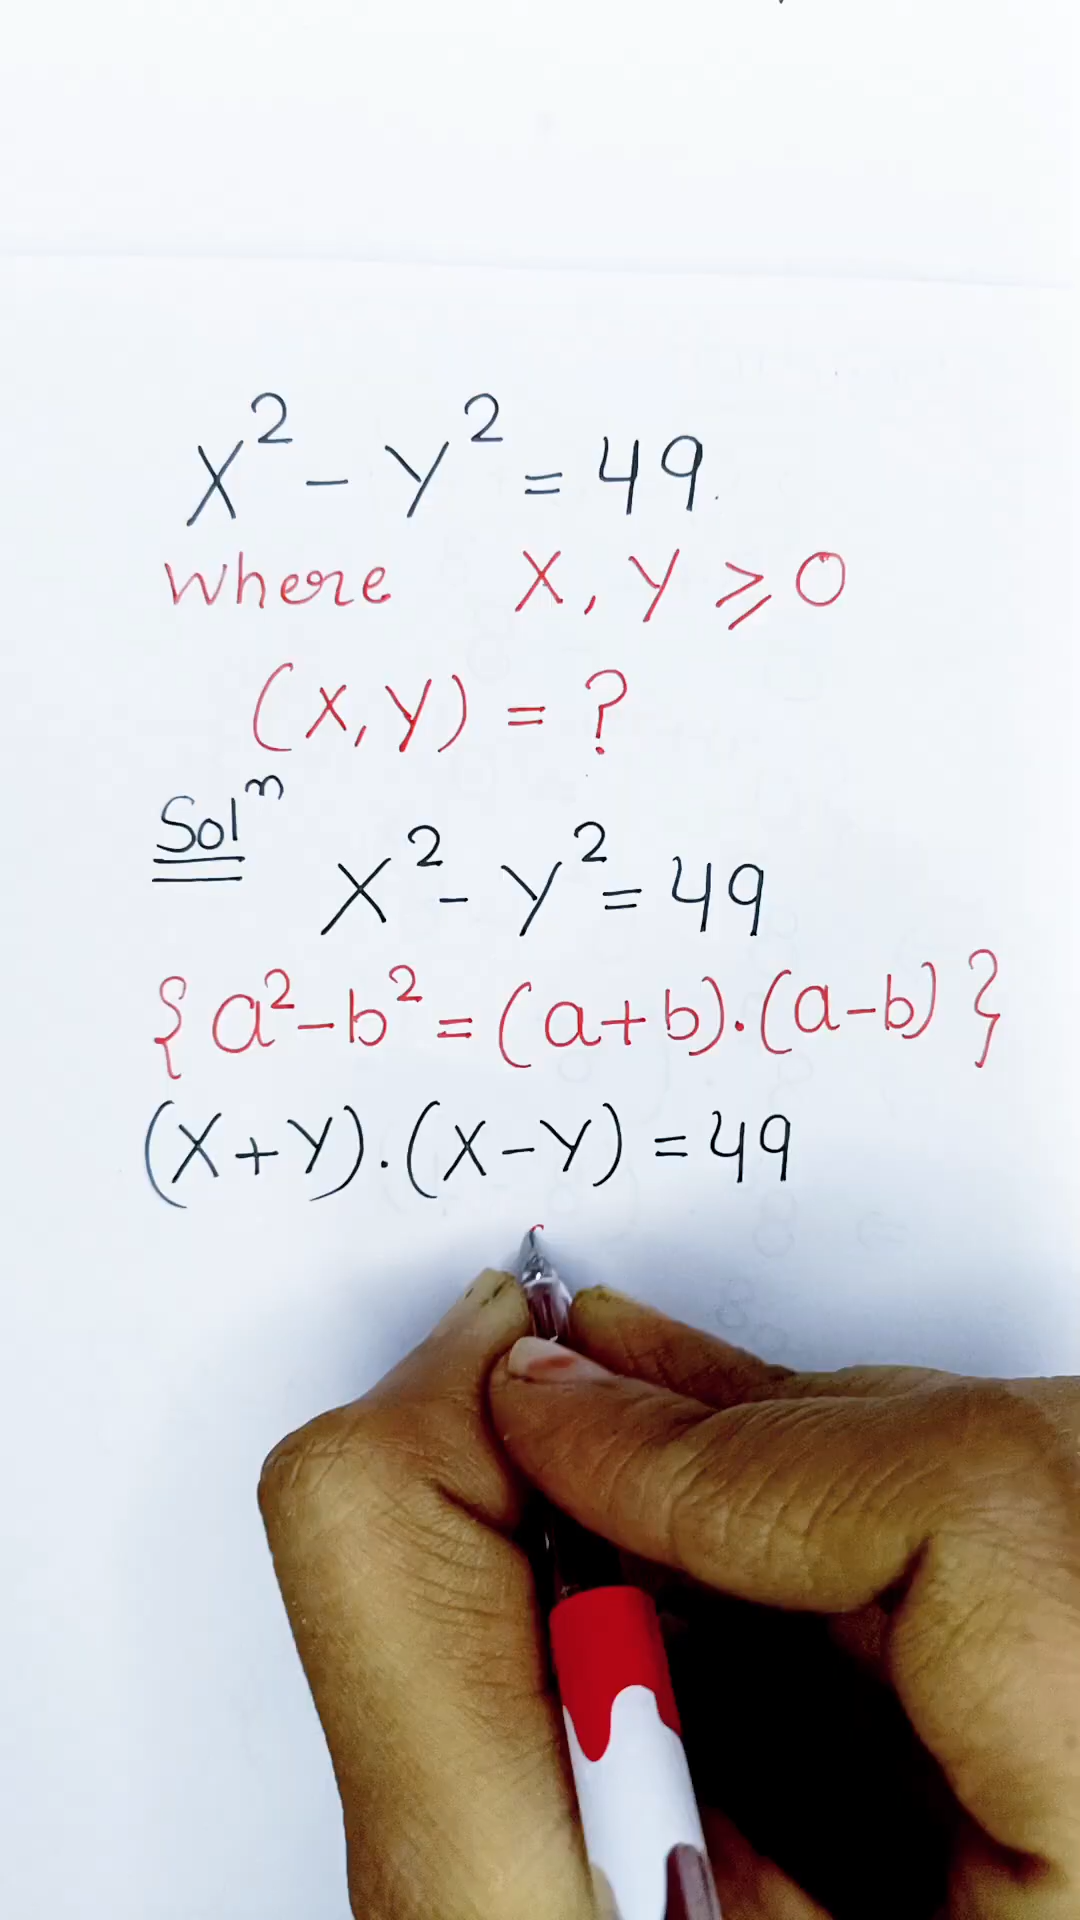 X² - Y² = 49
Where X, Y ⩾ 0
(X, Y) = ?
Solⁿ
X² - Y² = 49
{a² - b² = (a+b).(a-b)}
(X+Y).(X-Y) = 49